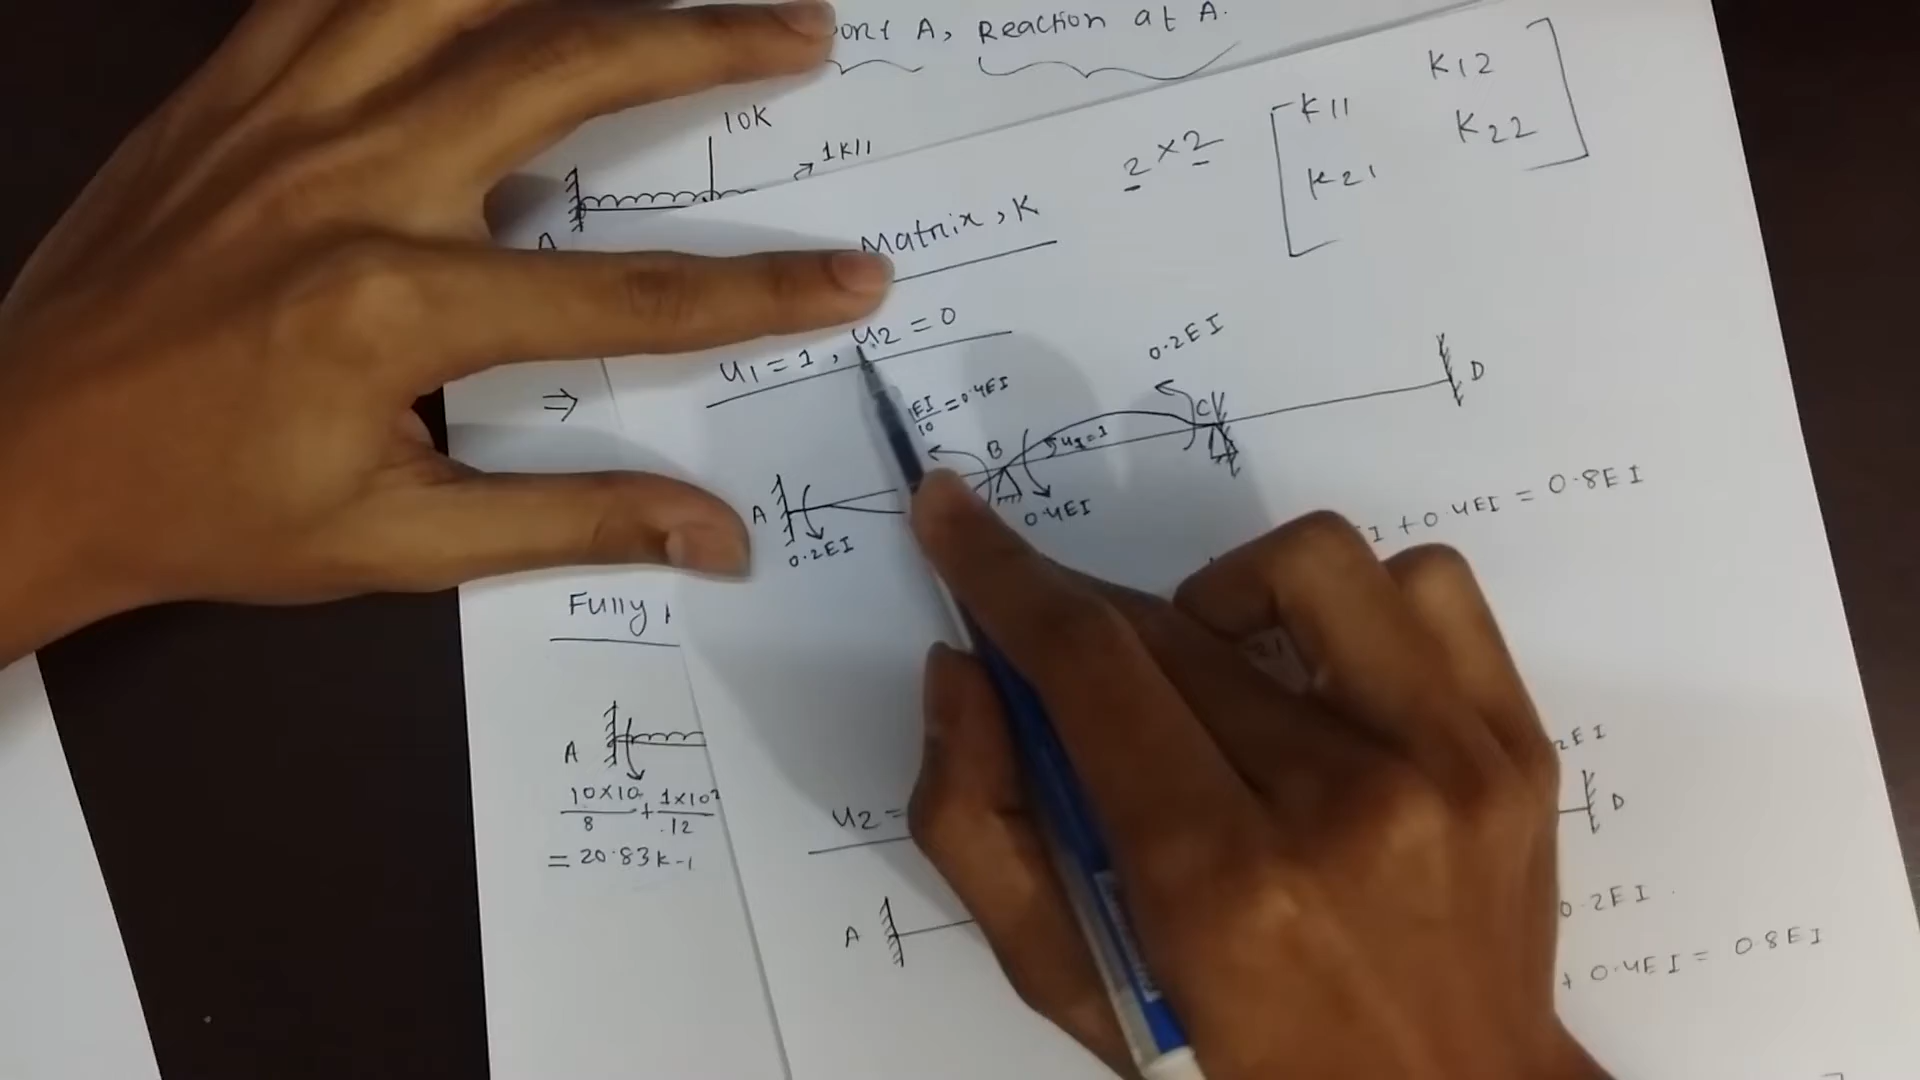 A, Reaction at A.
10K
1K/1
A
2×2
K11 K12
K21 K22
Matrix, K
u1 = 1, u2 = 0
⇒
EI/10 = 0.4EI
0.2EI
B
u1=1
C
D
A
0.2EI
0.4EI
+ 0.4EI = 0.8EI
Fully
A
10×10/8 + 1×10²/12
= 20.83K-1
u2 =
A
D
0.2EI
+ 0.4EI = 0.8EI